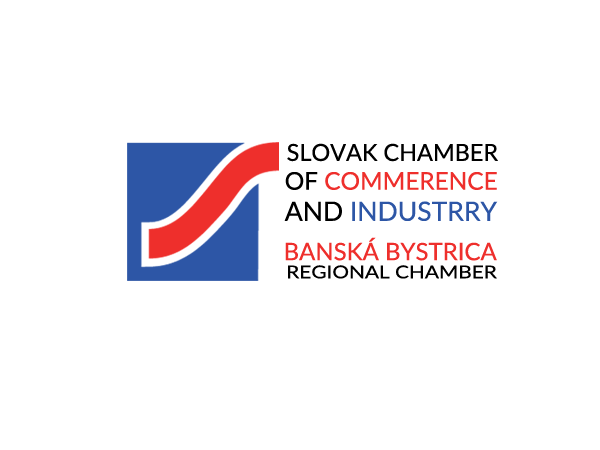 SLOVAK CHAMBER
OF COMMERENCE
AND INDUSTRRY
BANSKÁ BYSTRICA
REGIONAL CHAMBER